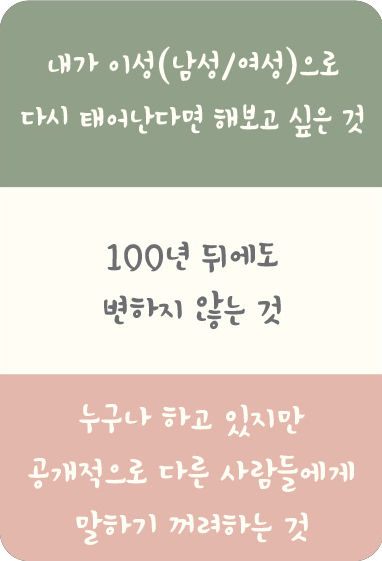 내가 이성(남성/여성)으로
다시 태어난다면 해보고 싶은 것
100년 뒤에도
변하지 않는 것
누구나 하고 있지만
공개적으로 다른 사람들에게
말하기 꺼려하는 것